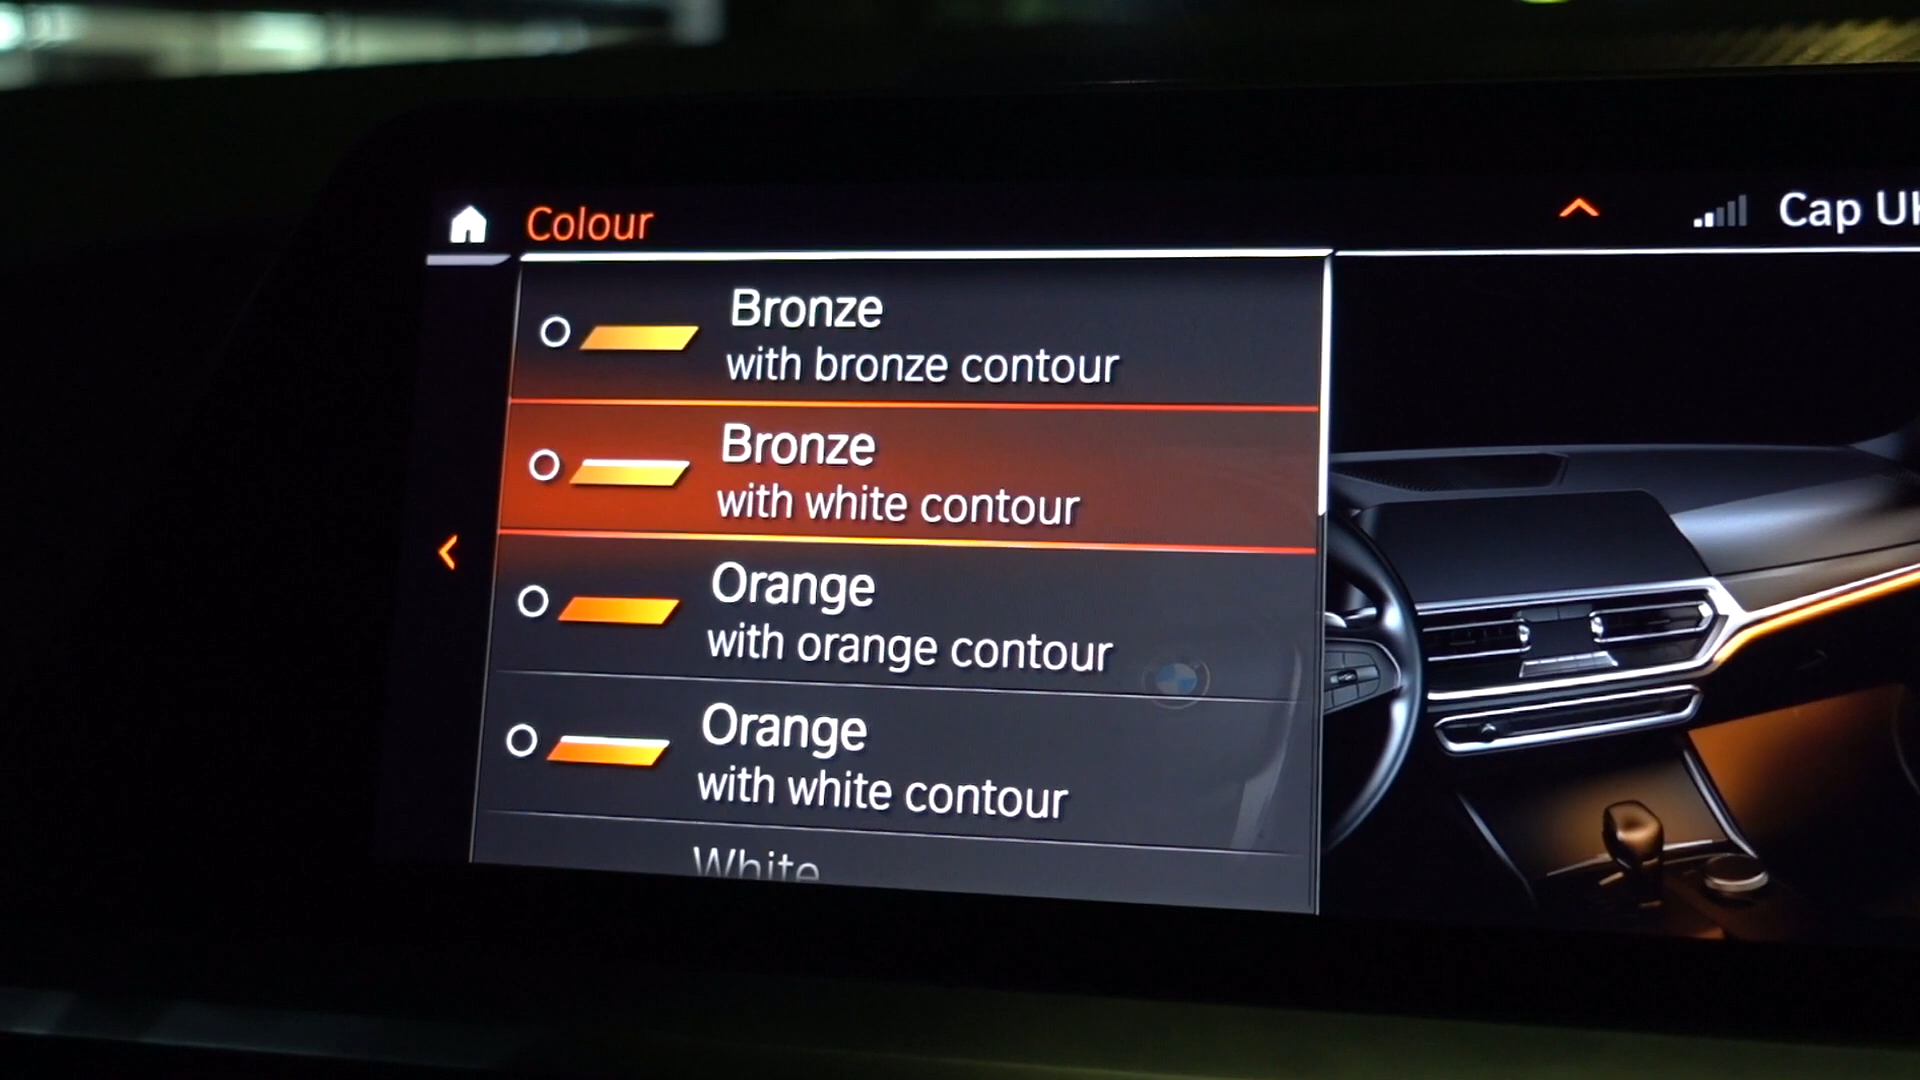 Colour
Cap
Bronze
with bronze contour
Bronze
with white contour
Orange
with orange contour
Orange
with white contour
White